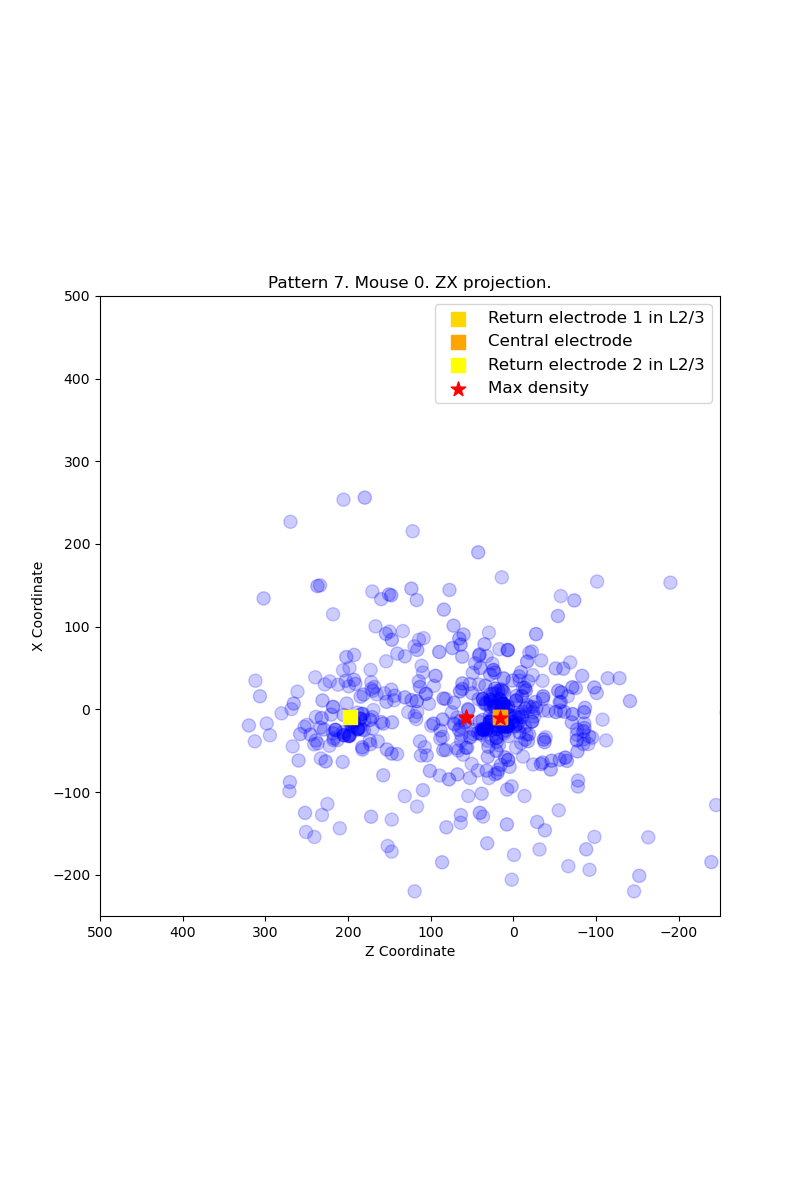 Pattern 7. Mouse 0. ZX projection.
Return electrode 1 in L2/3
Central electrode
Return electrode 2 in L2/3
Max density
500
400
300
200
100
0
−100
−200
X Coordinate
500 400 300 200 100 0 −100 −200
Z Coordinate